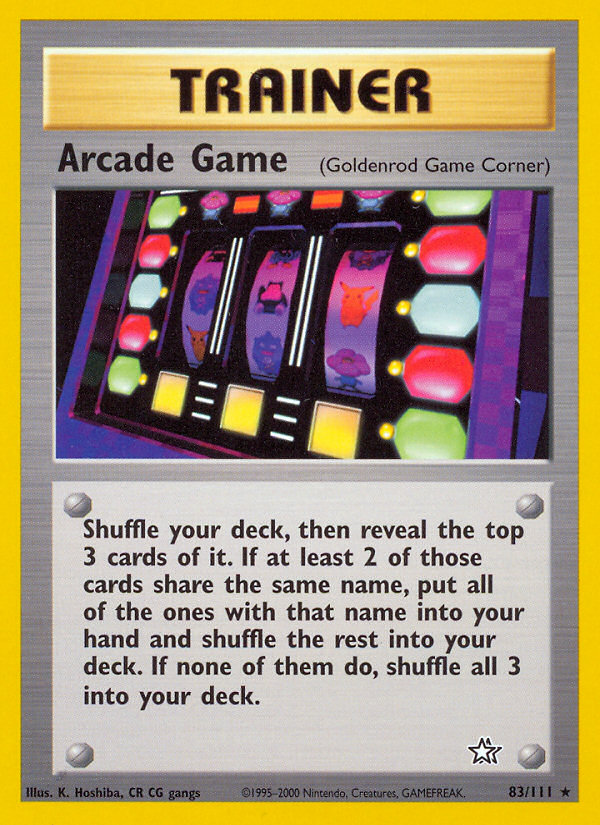 TRAINER
Arcade Game (Goldenrod Game Corner)
Shuffle your deck, then reveal the top
3 cards of it. If at least 2 of those
cards share the same name, put all
of the ones with that name into your
hand and shuffle the rest into your
deck. If none of them do, shuffle all 3
into your deck.
Illus. K. Hoshiba, CR CG gangs ©1995–2000 Nintendo, Creatures, GAMEFREAK. 83/111 ★